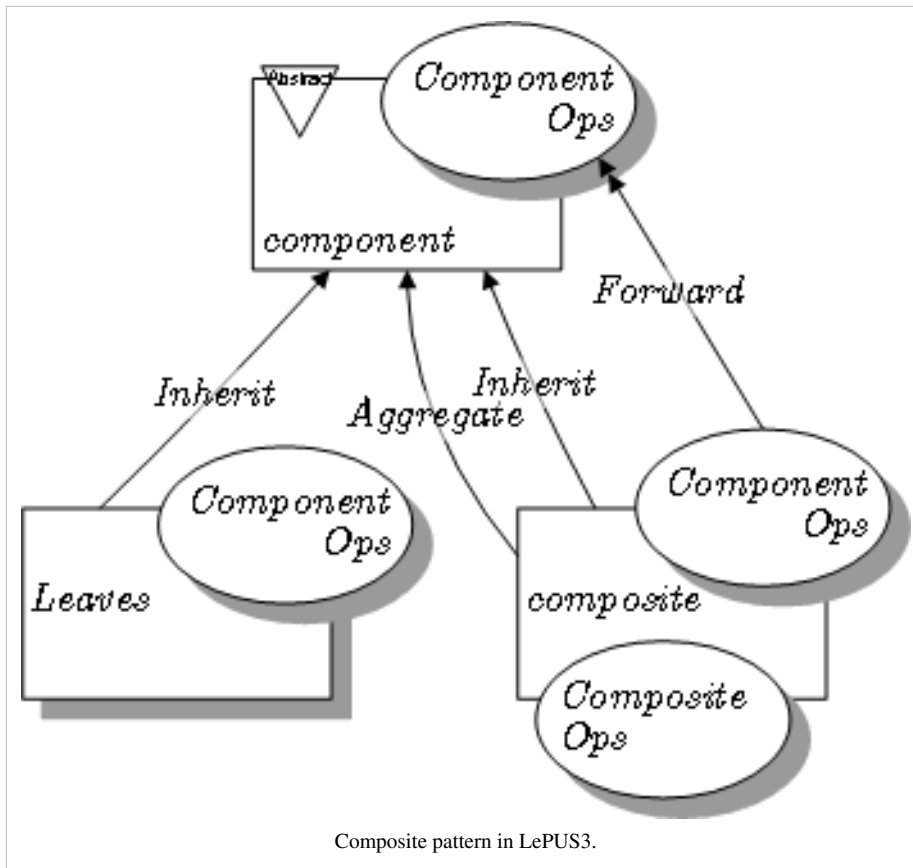 Abstract
Component
Ops
component
Forward
Inherit
Inherit
Aggregate
Component
Ops
Component
Ops
Leaves
composite
Composite
Ops
Composite pattern in LePUS3.